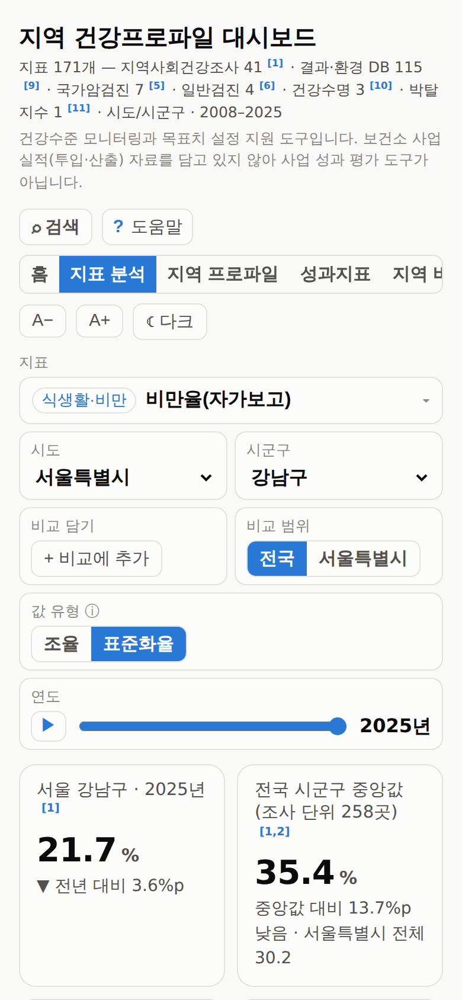 지역 건강프로파일 대시보드
지표 171개 — 지역사회건강조사 41 [1] · 결과·환경 DB 115
[9] · 국가암검진 7 [5] · 일반검진 4 [6] · 건강수명 3 [10] · 박탈
지수 1 [11] · 시도/시군구 · 2008–2025
건강수준 모니터링과 목표치 설정 지원 도구입니다. 보건소 사업
실적(투입·산출) 자료를 담고 있지 않아 사업 성과 평가 도구가
아닙니다.
⌕ 검색 ? 도움말
홈 지표 분석 지역 프로파일 성과지표 지역
A− A+ ☾ 다크
지표
식생활·비만 비만율(자가보고)
시도 시군구
서울특별시 강남구
비교 담기 비교 범위
+ 비교에 추가 전국 서울특별시
값 유형 ⓘ
조율 표준화율
연도
▶ 2025년
서울 강남구 · 2025년
[1]
21.7 %
▼ 전년 대비 3.6%p
전국 시군구 중앙값
(조사 단위 258곳)
[1,2]
35.4 %
중앙값 대비 13.7%p
낮음 · 서울특별시 전체
30.2